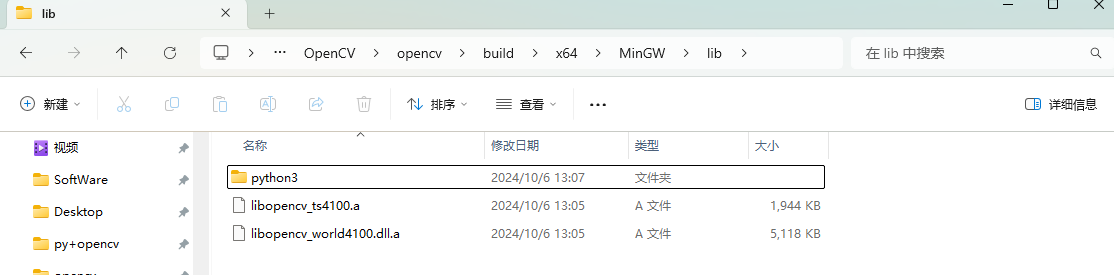 lib
OpenCV opencv build x64 MinGW lib
在 lib 中搜索
新建 排序 查看 详细信息
视频
SoftWare
Desktop
py+opencv
名称 修改日期 类型 大小
python3 2024/10/6 13:07 文件夹
libopencv_ts4100.a 2024/10/6 13:05 A 文件 1,944 KB
libopencv_world4100.dll.a 2024/10/6 13:05 A 文件 5,118 KB